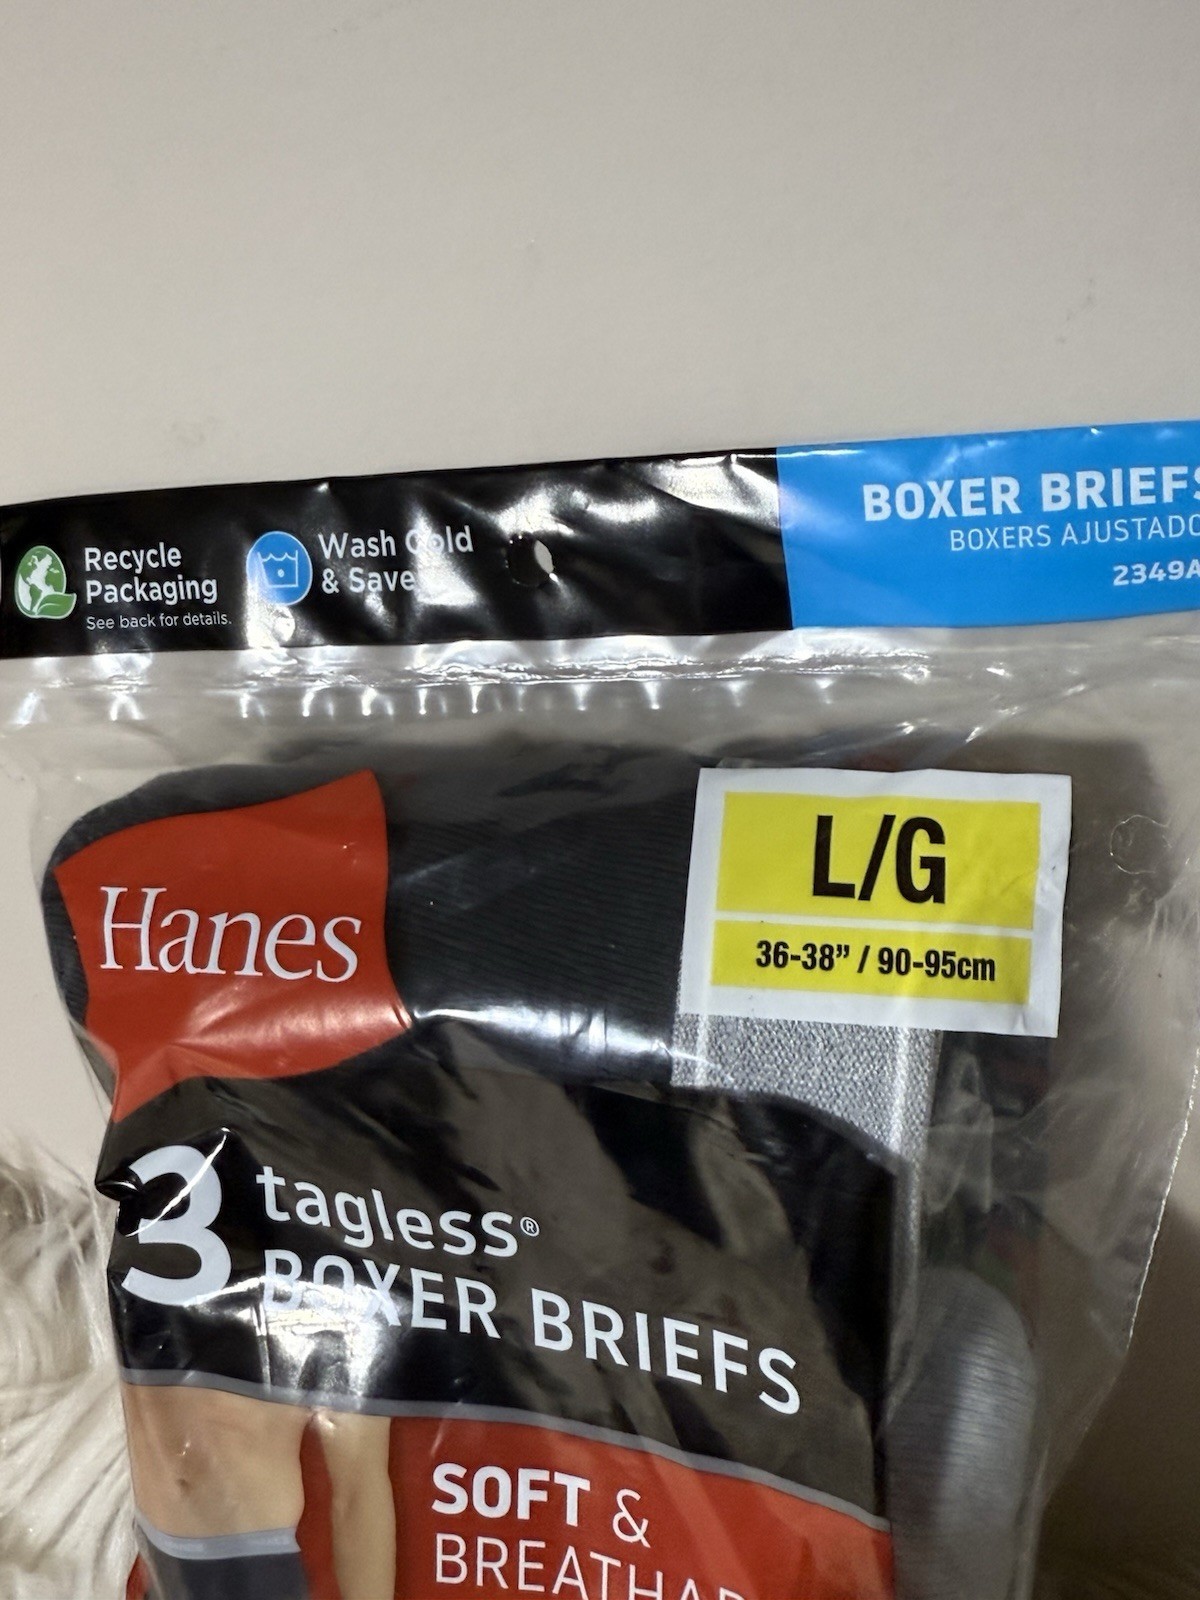 Recycle
Packaging
See back for details.
Wash Cold
& Save
BOXER BRIEFS
BOXERS AJUSTADO
2349A
Hanes
L/G
36-38” / 90-95cm
3
tagless®
BOXER BRIEFS
SOFT &